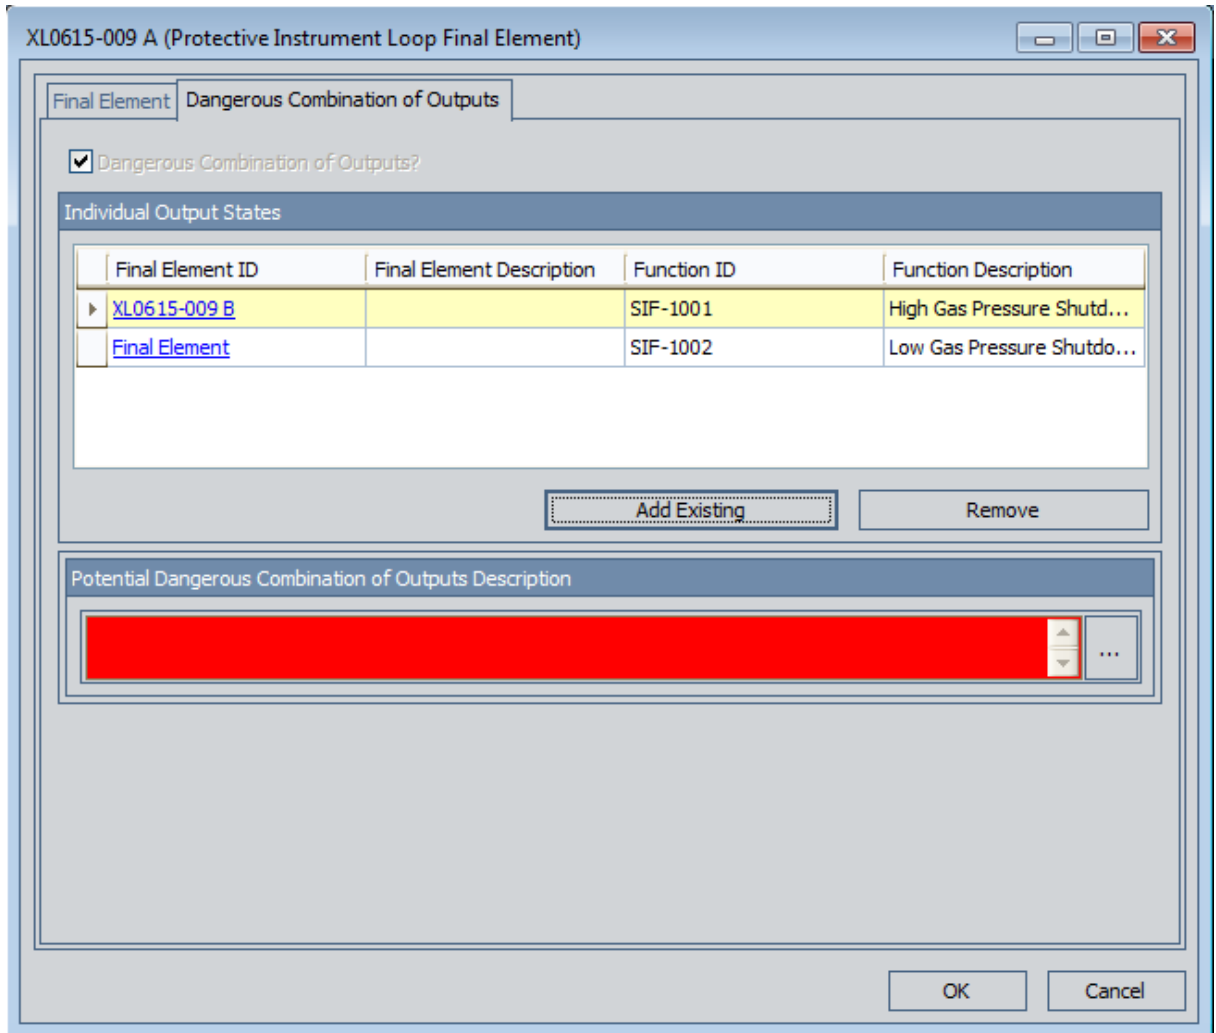 XL0615-009 A (Protective Instrument Loop Final Element)
Final Element Dangerous Combination of Outputs
Dangerous Combination of Outputs?
Individual Output States
Final Element ID Final Element Description Function ID Function Description
XL0615-009 B SIF-1001 High Gas Pressure Shutd...
Final Element SIF-1002 Low Gas Pressure Shutdo...
Add Existing Remove
Potential Dangerous Combination of Outputs Description
...
OK Cancel